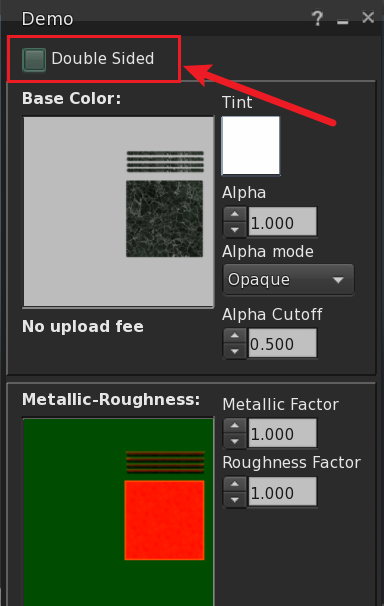 Demo
Double Sided
Base Color:
Tint
Alpha
1.000
Alpha mode
Opaque
Alpha Cutoff
0.500
No upload fee
Metallic-Roughness:
Metallic Factor
1.000
Roughness Factor
1.000